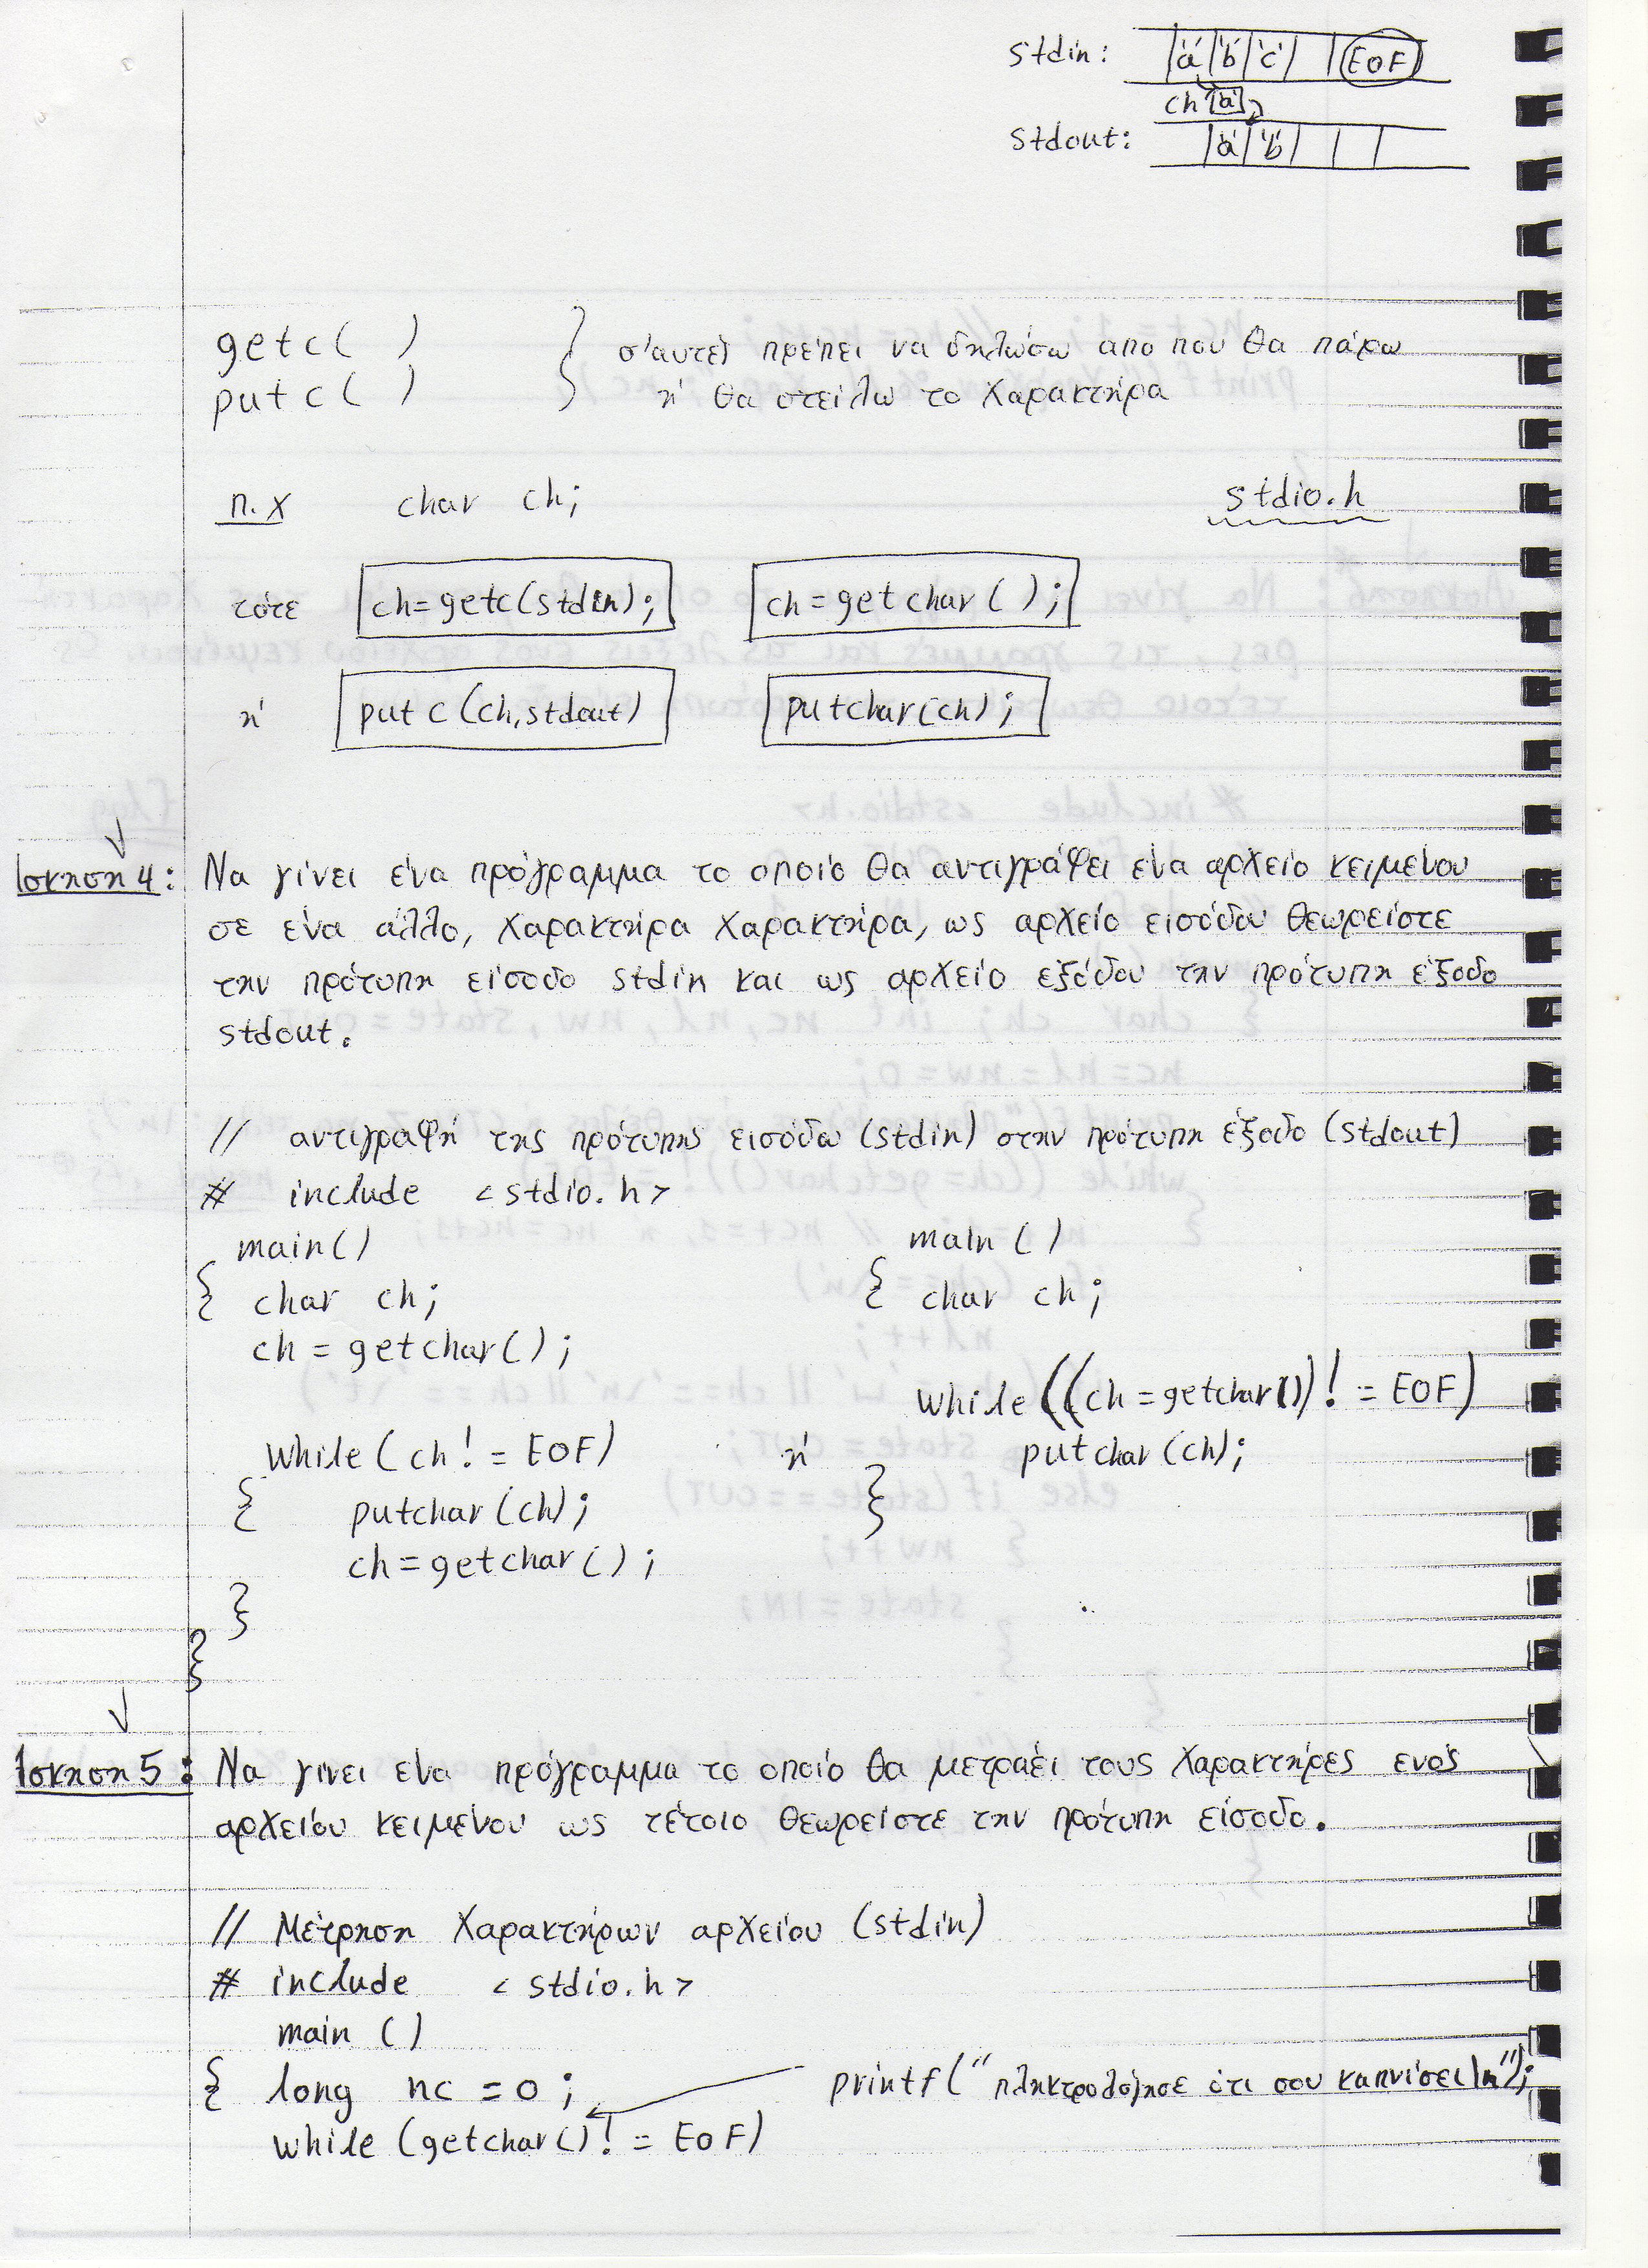 stdin: 'a' 'b' 'c' EOF
ch 'a'
stdout: 'a' 'b'
getc( ) } σ'αυτές πρέπει να δηλώσω απο που θα πάρω
putc( ) ή θα στείλω το χαρακτήρα
π.χ char ch; stdio.h
τότε ch=getc(stdin); ch=getchar();
ή putc(ch,stdout) putchar(ch);
Άσκηση 4: Να γίνει ένα πρόγραμμα το οποίο θα αντιγράφει ένα αρχείο κειμένου
σε ένα άλλο, χαρακτήρα χαρακτήρα, ως αρχείο εισόδου θεωρείστε
την πρότυπη είσοδο stdin και ως αρχείο εξόδου την πρότυπη έξοδο
stdout.
// αντιγραφή της πρότυπης εισόδου (stdin) στην πρότυπη έξοδο (stdout)
# include <stdio.h>
main() main ()
{ char ch; { char ch;
ch = getchar();
while((ch=getchar())!=EOF)
while(ch!=EOF) ή putchar(ch);
{ putchar(ch); }
ch=getchar();
}
}
Άσκηση 5: Να γινει ένα πρόγραμμα το οποίο θα μετράει τους χαρακτήρες ενός
αρχείου κειμένου ως τέτοιο θεωρείστε την πρότυπη είσοδο.
// Μέτρηση χαρακτήρων αρχείου (stdin)
# include <stdio.h>
main ()
{ long nc = 0; printf("πληκτρολόγησε ότι σου καπνίσει\n");
while (getchar()!=EOF)